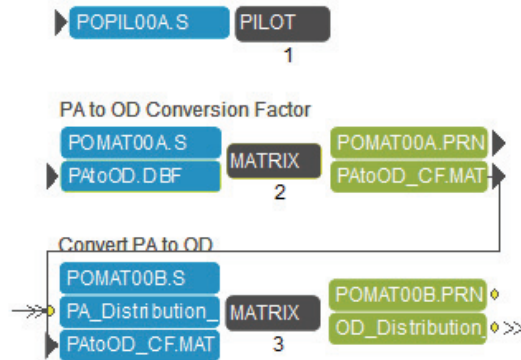 POPIL00A.S PILOT
1
PA to OD Conversion Factor
POMAT00A.S MATRIX POMAT00A.PRN
PAtoOD.DBF PAtoOD_CF.MAT
2
Convert PA to OD
POMAT00B.S MATRIX POMAT00B.PRN
PA_Distribution_ OD_Distribution_
PAtoOD_CF.MAT 3